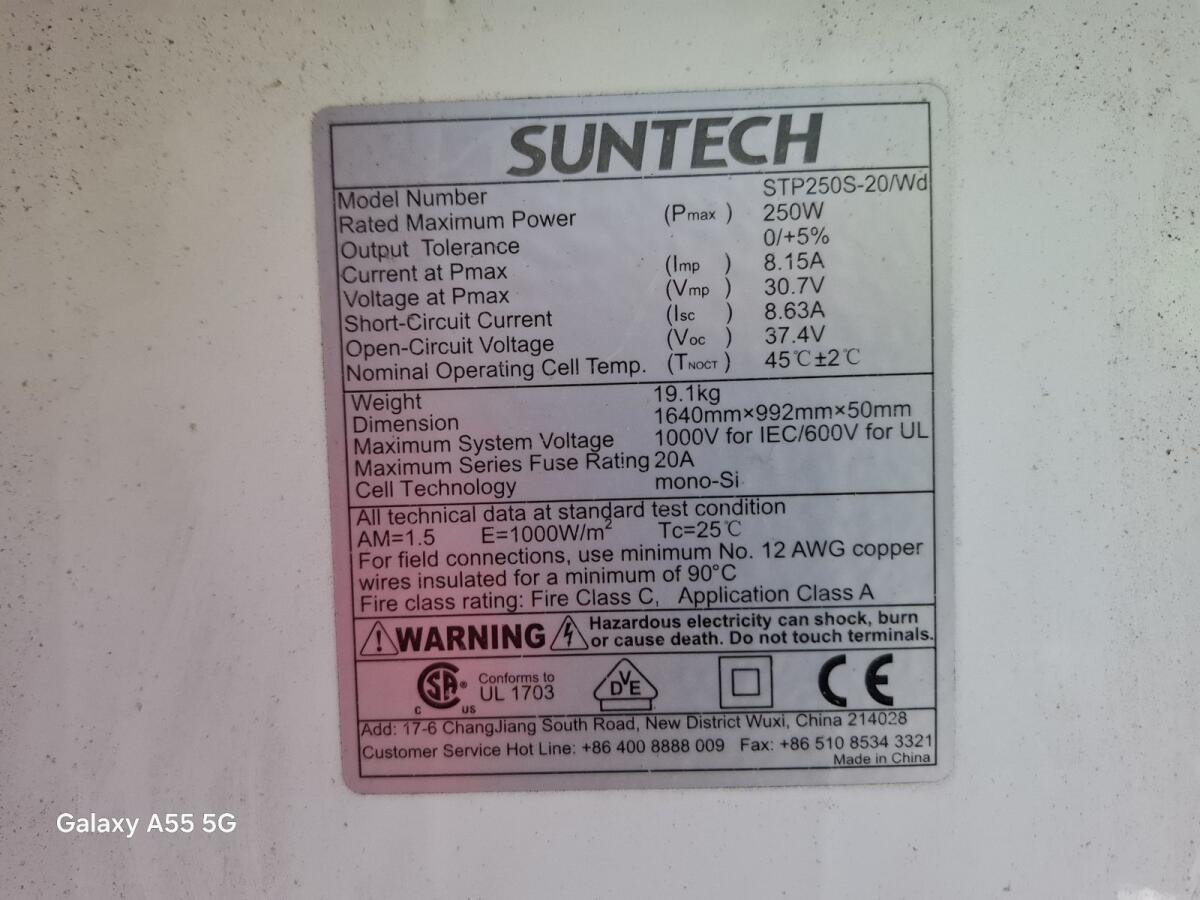 SUNTECH
Model Number STP250S-20/Wd
Rated Maximum Power (Pmax) 250W
Output Tolerance 0/+5%
Current at Pmax (Imp) 8.15A
Voltage at Pmax (Vmp) 30.7V
Short-Circuit Current (Isc) 8.63A
Open-Circuit Voltage (Voc) 37.4V
Nominal Operating Cell Temp. (TNOCT) 45℃±2℃
Weight 19.1kg
Dimension 1640mm×992mm×50mm
Maximum System Voltage 1000V for IEC/600V for UL
Maximum Series Fuse Rating 20A
Cell Technology mono-Si
All technical data at standard test condition
AM=1.5 E=1000W/m² Tc=25℃
For field connections, use minimum No. 12 AWG copper
wires insulated for a minimum of 90°C
Fire class rating: Fire Class C, Application Class A
WARNING Hazardous electricity can shock, burn
or cause death. Do not touch terminals.
C SA® US Conforms to
UL 1703
DVE
CE
Add: 17-6 ChangJiang South Road, New District Wuxi, China 214028
Customer Service Hot Line: +86 400 8888 009 Fax: +86 510 8534 3321
Made in China
Galaxy A55 5G